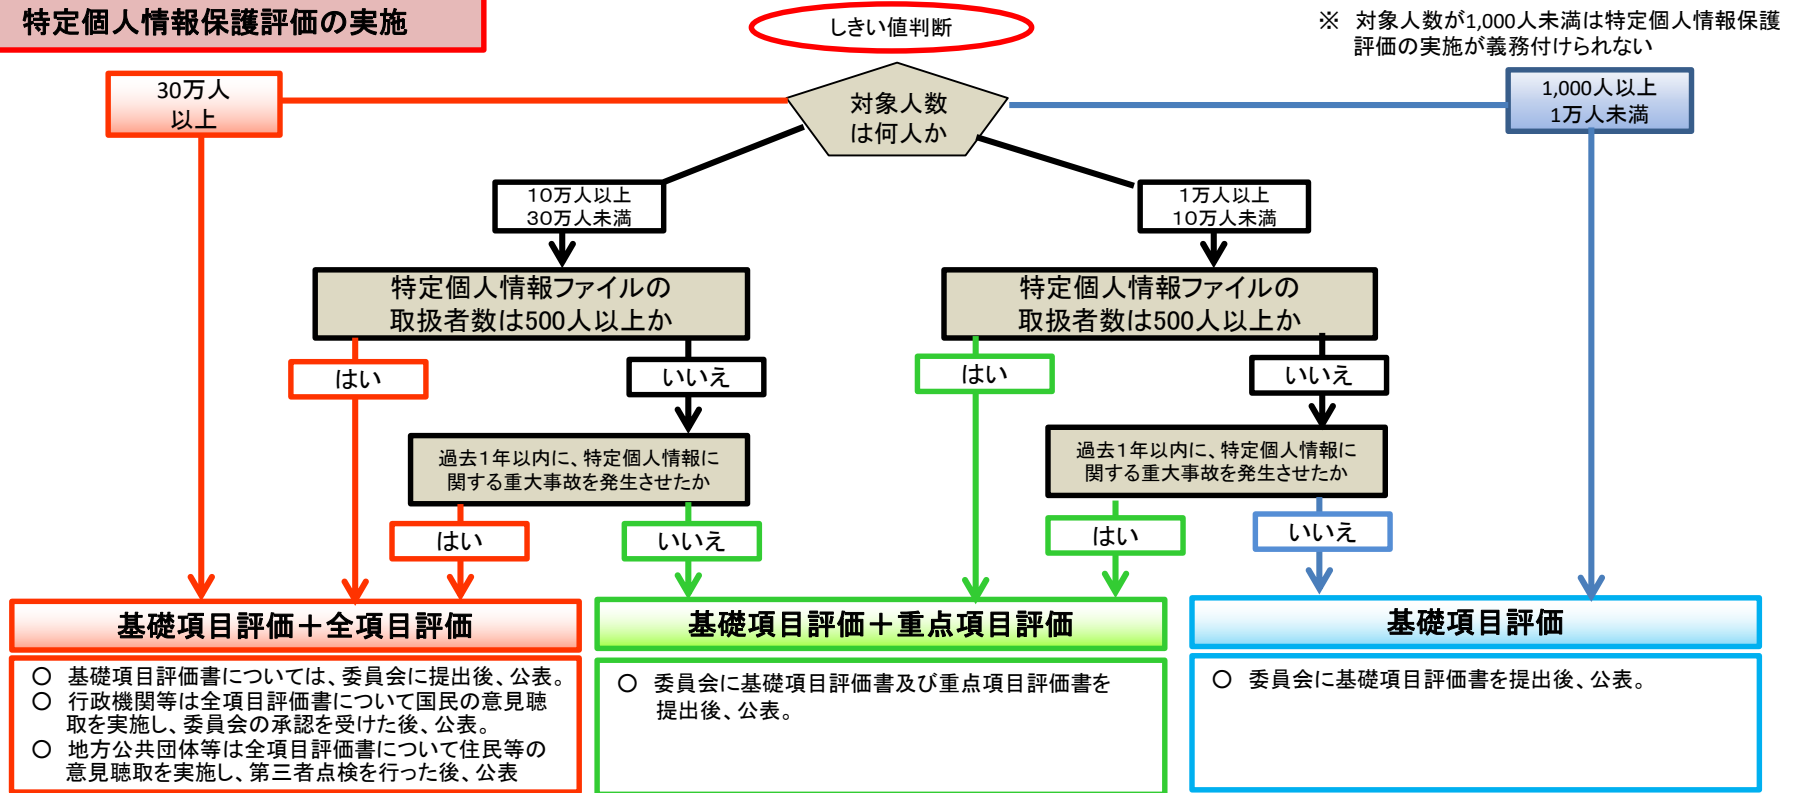 特定個人情報保護評価の実施
しきい値判断
※ 対象人数が1,000人未満は特定個人情報保護
評価の実施が義務付けられない
30万人
以上
対象人数
は何人か
1,000人以上
1万人未満
10万人以上
30万人未満
1万人以上
10万人未満
特定個人情報ファイルの
取扱者数は500人以上か
特定個人情報ファイルの
取扱者数は500人以上か
はい
いいえ
はい
いいえ
過去1年以内に、特定個人情報に
関する重大事故を発生させたか
過去1年以内に、特定個人情報に
関する重大事故を発生させたか
はい
いいえ
はい
いいえ
基礎項目評価＋全項目評価
基礎項目評価＋重点項目評価
基礎項目評価
○ 基礎項目評価書については、委員会に提出後、公表。
○ 行政機関等は全項目評価書について国民の意見聴
取を実施し、委員会の承認を受けた後、公表。
○ 地方公共団体等は全項目評価書について住民等の
意見聴取を実施し、第三者点検を行った後、公表
○ 委員会に基礎項目評価書及び重点項目評価書を
提出後、公表。
○ 委員会に基礎項目評価書を提出後、公表。